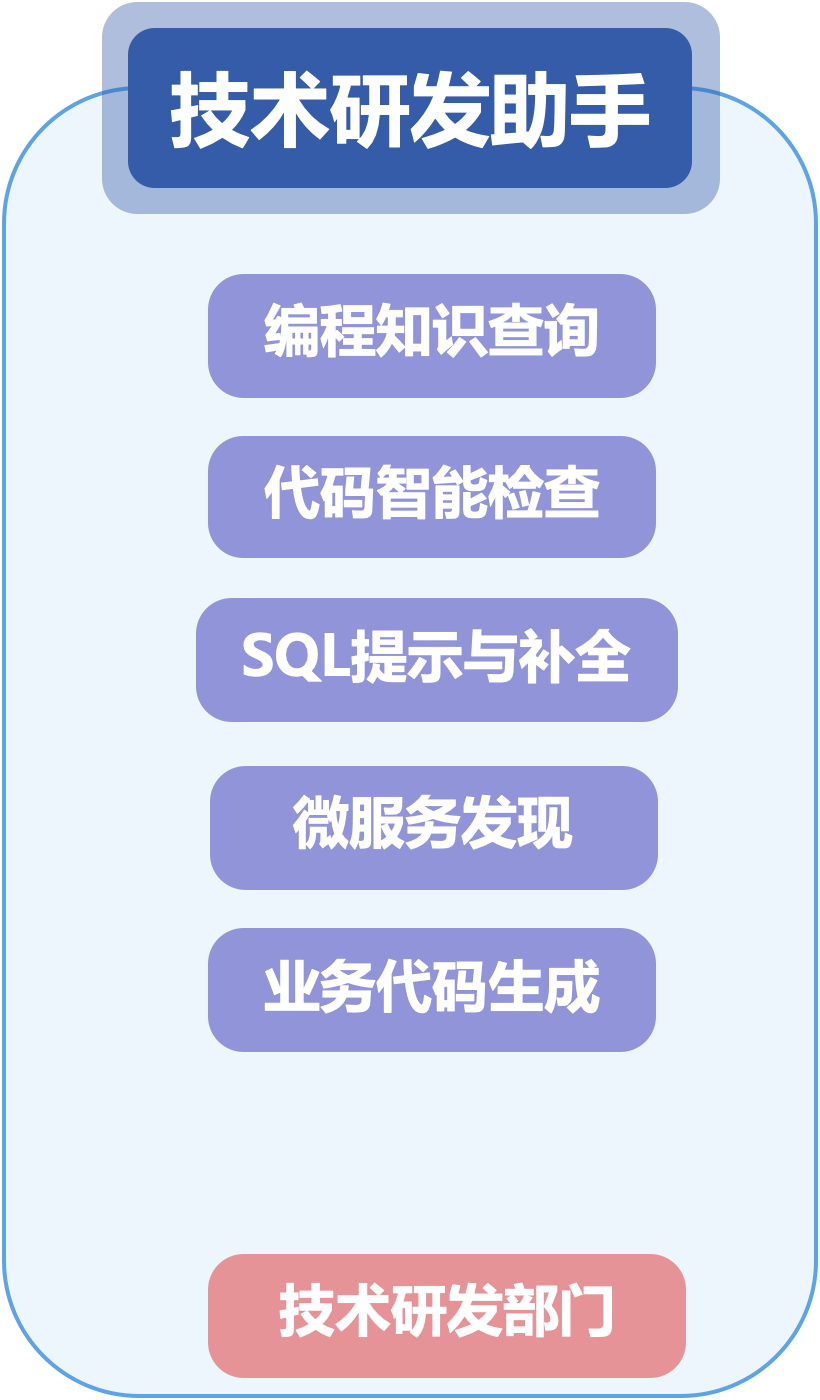 技术研发助手
编程知识查询
代码智能检查
SQL提示与补全
微服务发现
业务代码生成
技术研发部门